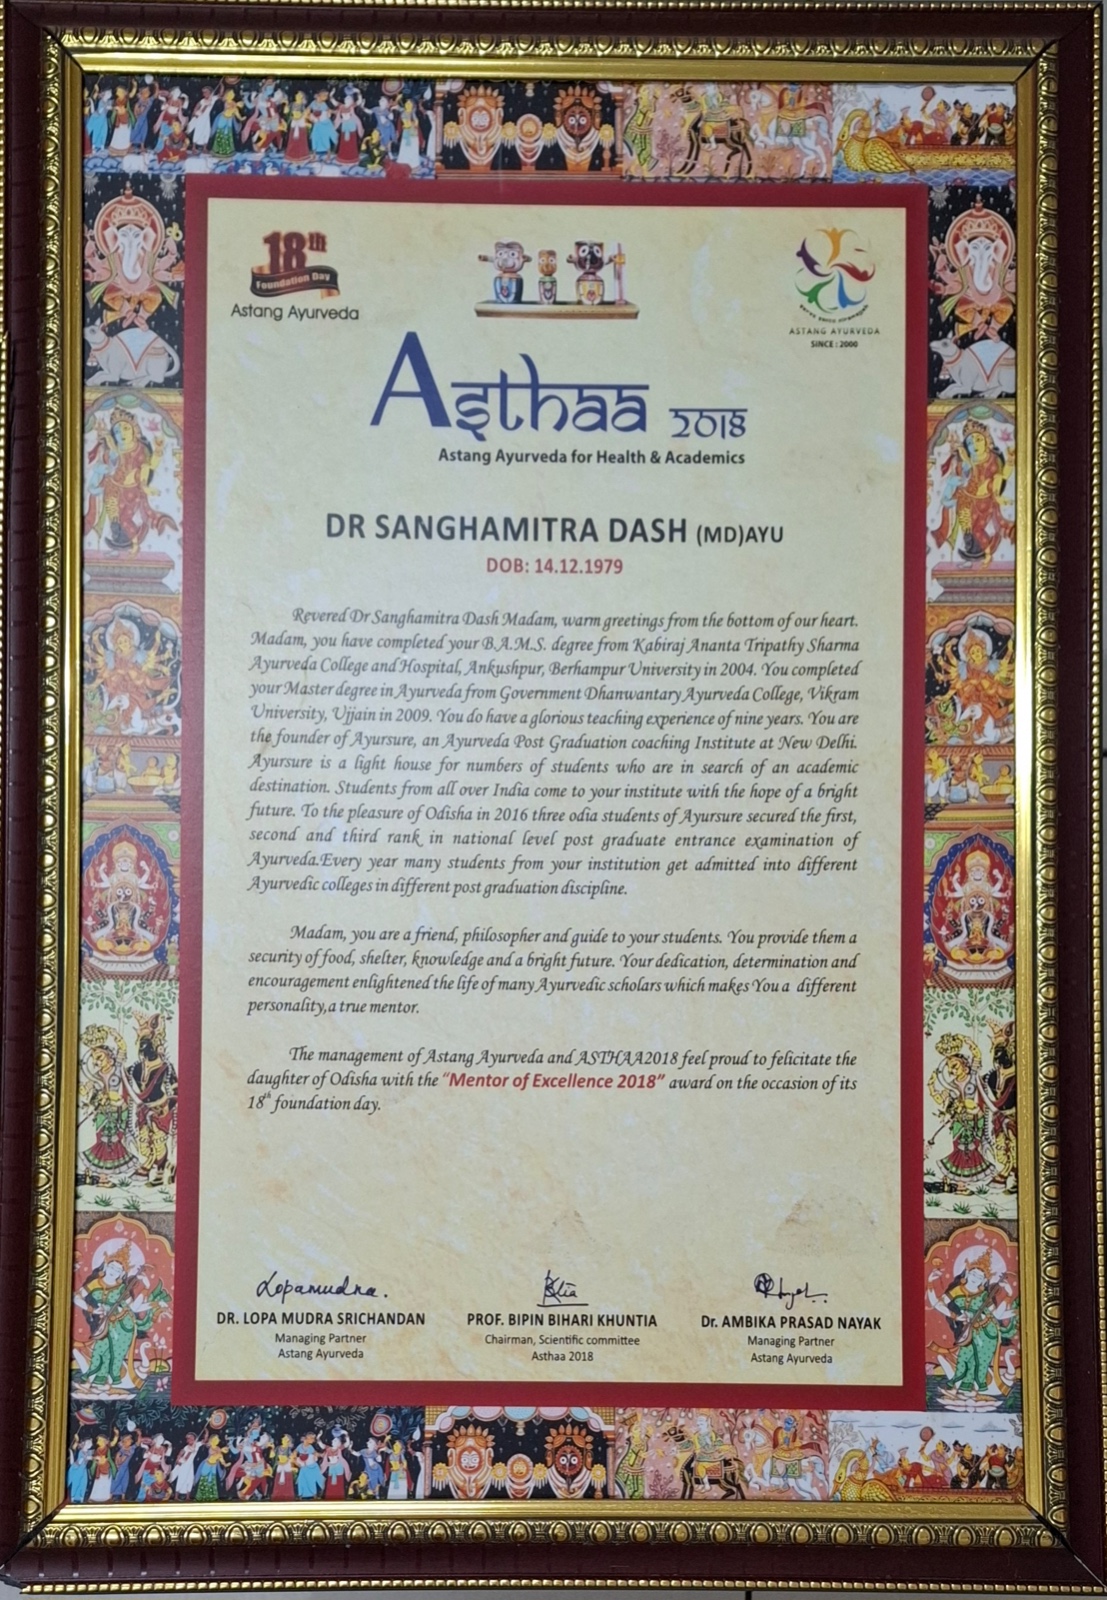 18th
Foundation Day
Astang Ayurveda
ASTANG AYURVEDA
SINCE : 2000
Asthaa 2018
Astang Ayurveda for Health & Academics
DR SANGHAMITRA DASH (MD)AYU
DOB: 14.12.1979
Revered Dr Sanghamitra Dash Madam, warm greetings from the bottom of our heart.
Madam, you have completed your B.A.M.S. degree from Kabiraj Ananta Tripathy Sharma
Ayurveda College and Hospital, Ankushpur, Berhampur University in 2004. You completed
your Master degree in Ayurveda from Government Dhanwantary Ayurveda College, Vikram
University, Ujjain in 2009. You do have a glorious teaching experience of nine years. You are
the founder of Ayursure, an Ayurveda Post Graduation coaching Institute at New Delhi.
Ayursure is a light house for numbers of students who are in search of an academic
destination. Students from all over India come to your institute with the hope of a bright
future. To the pleasure of Odisha in 2016 three odia students of Ayursure secured the first,
second and third rank in national level post graduate entrance examination of
Ayurveda.Every year many students from your institution get admitted into different
Ayurvedic colleges in different post graduation discipline.
Madam, you are a friend, philosopher and guide to your students. You provide them a
security of food, shelter, knowledge and a bright future. Your dedication, determination and
encouragement enlightened the life of many Ayurvedic scholars which makes You a different
personality,a true mentor.
The management of Astang Ayurveda and ASTHAA2018 feel proud to felicitate the
daughter of Odisha with the "Mentor of Excellence 2018" award on the occasion of its
18th foundation day.
Lopamudra.
DR. LOPA MUDRA SRICHANDAN
Managing Partner
Astang Ayurveda
PROF. BIPIN BIHARI KHUNTIA
Chairman, Scientific committee
Asthaa 2018
Dr. AMBIKA PRASAD NAYAK
Managing Partner
Astang Ayurveda